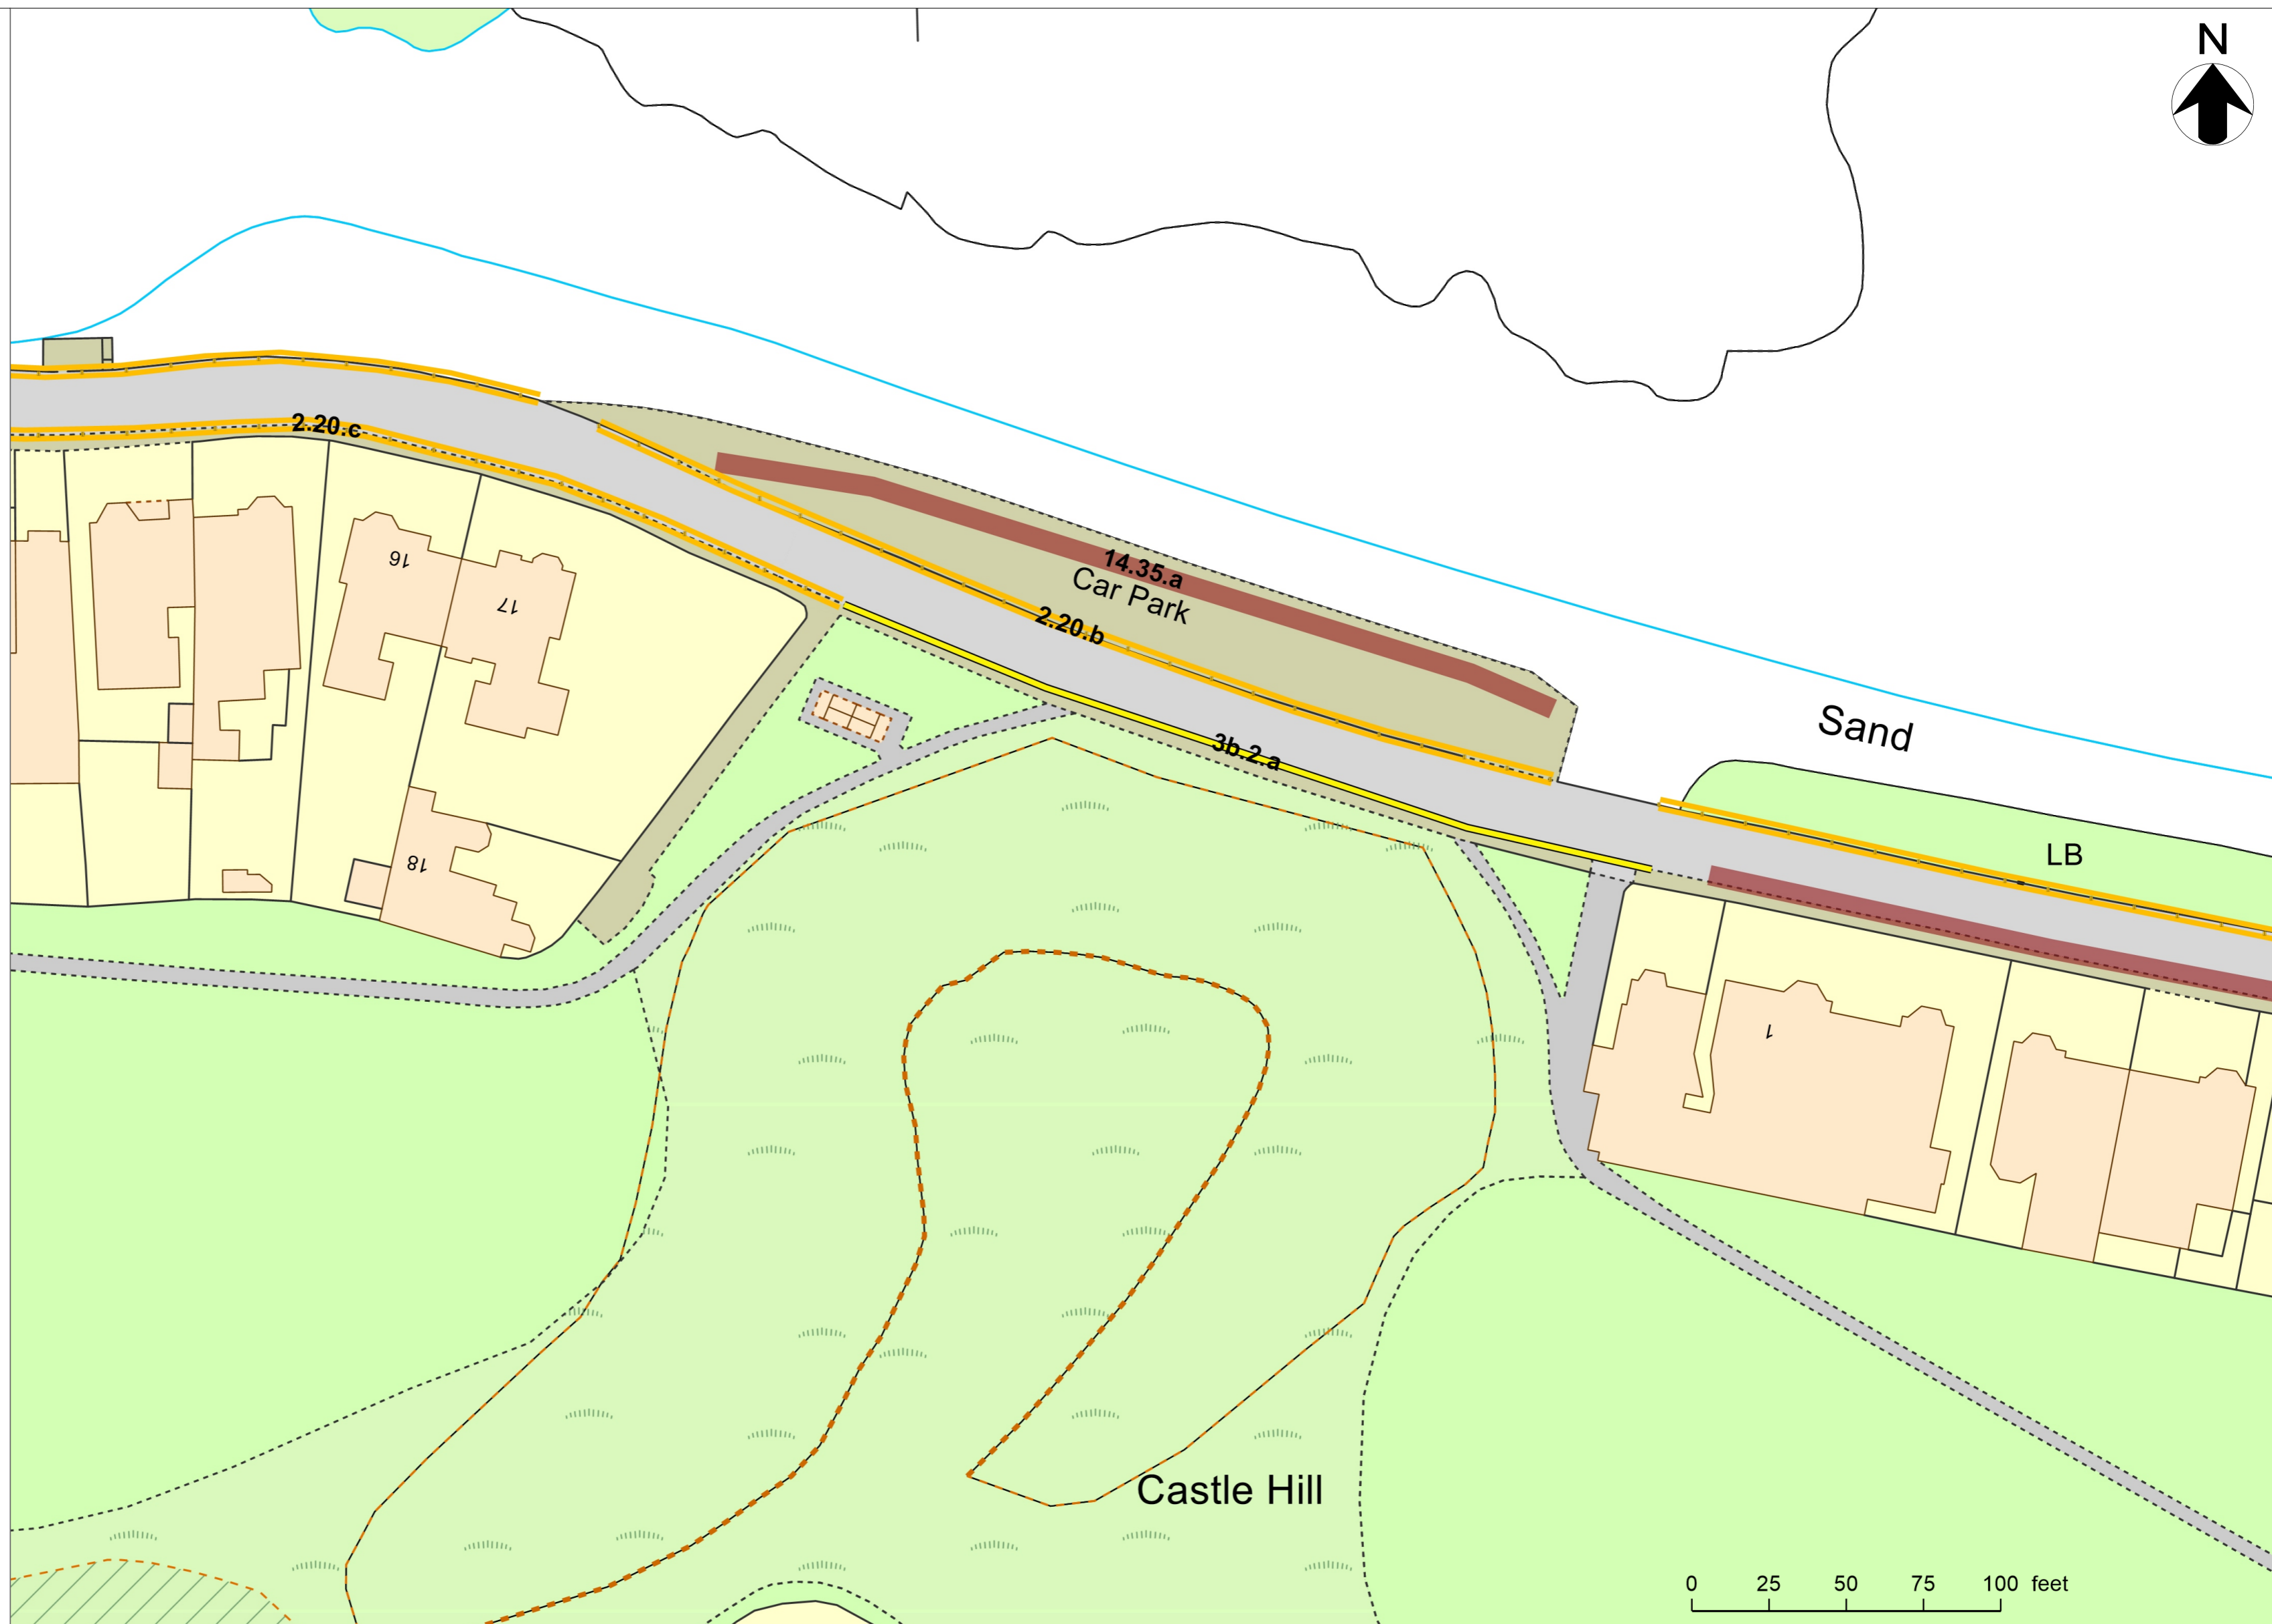 N
2.20.c
14.35.a
Car Park
2.20.b
16
17
Sand
3b.2.a
LB
18
1
Castle Hill
0 25 50 75 100 feet